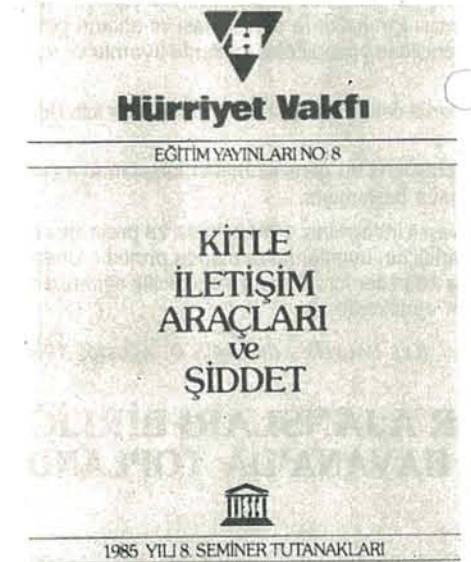 H
Hürriyet Vakfı
EĞİTİM YAYINLARI NO: 8
KİTLE
İLETİŞİM
ARAÇLARI
ve
ŞİDDET
1985 YILI 8. SEMİNER TUTANAKLARI